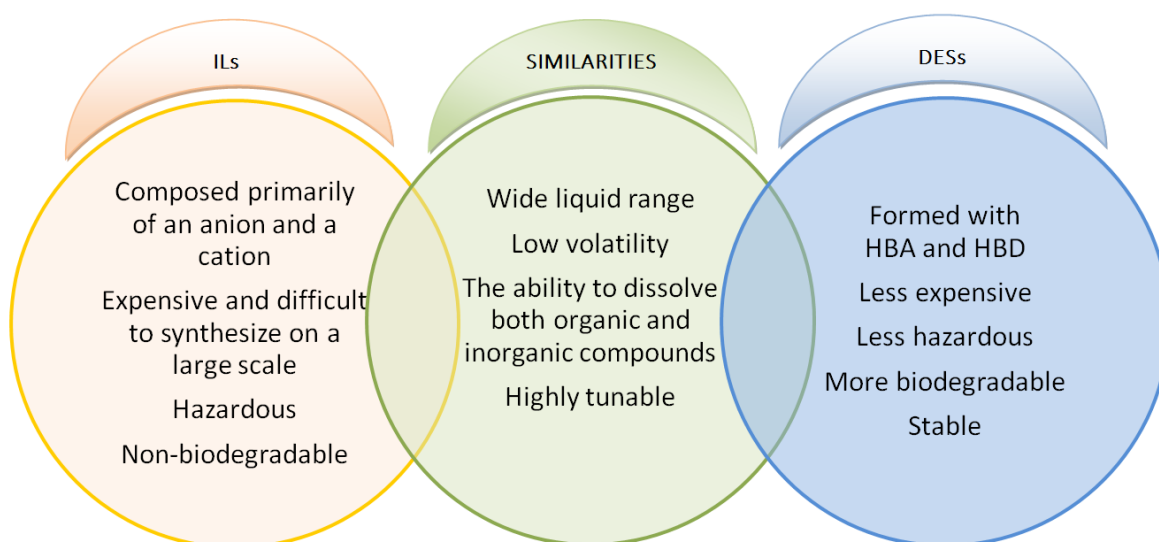 ILs
Composed primarily
of an anion and a
cation
Expensive and difficult
to synthesize on a
large scale
Hazardous
Non-biodegradable
SIMILARITIES
Wide liquid range
Low volatility
The ability to dissolve
both organic and
inorganic compounds
Highly tunable
DESs
Formed with
HBA and HBD
Less expensive
Less hazardous
More biodegradable
Stable